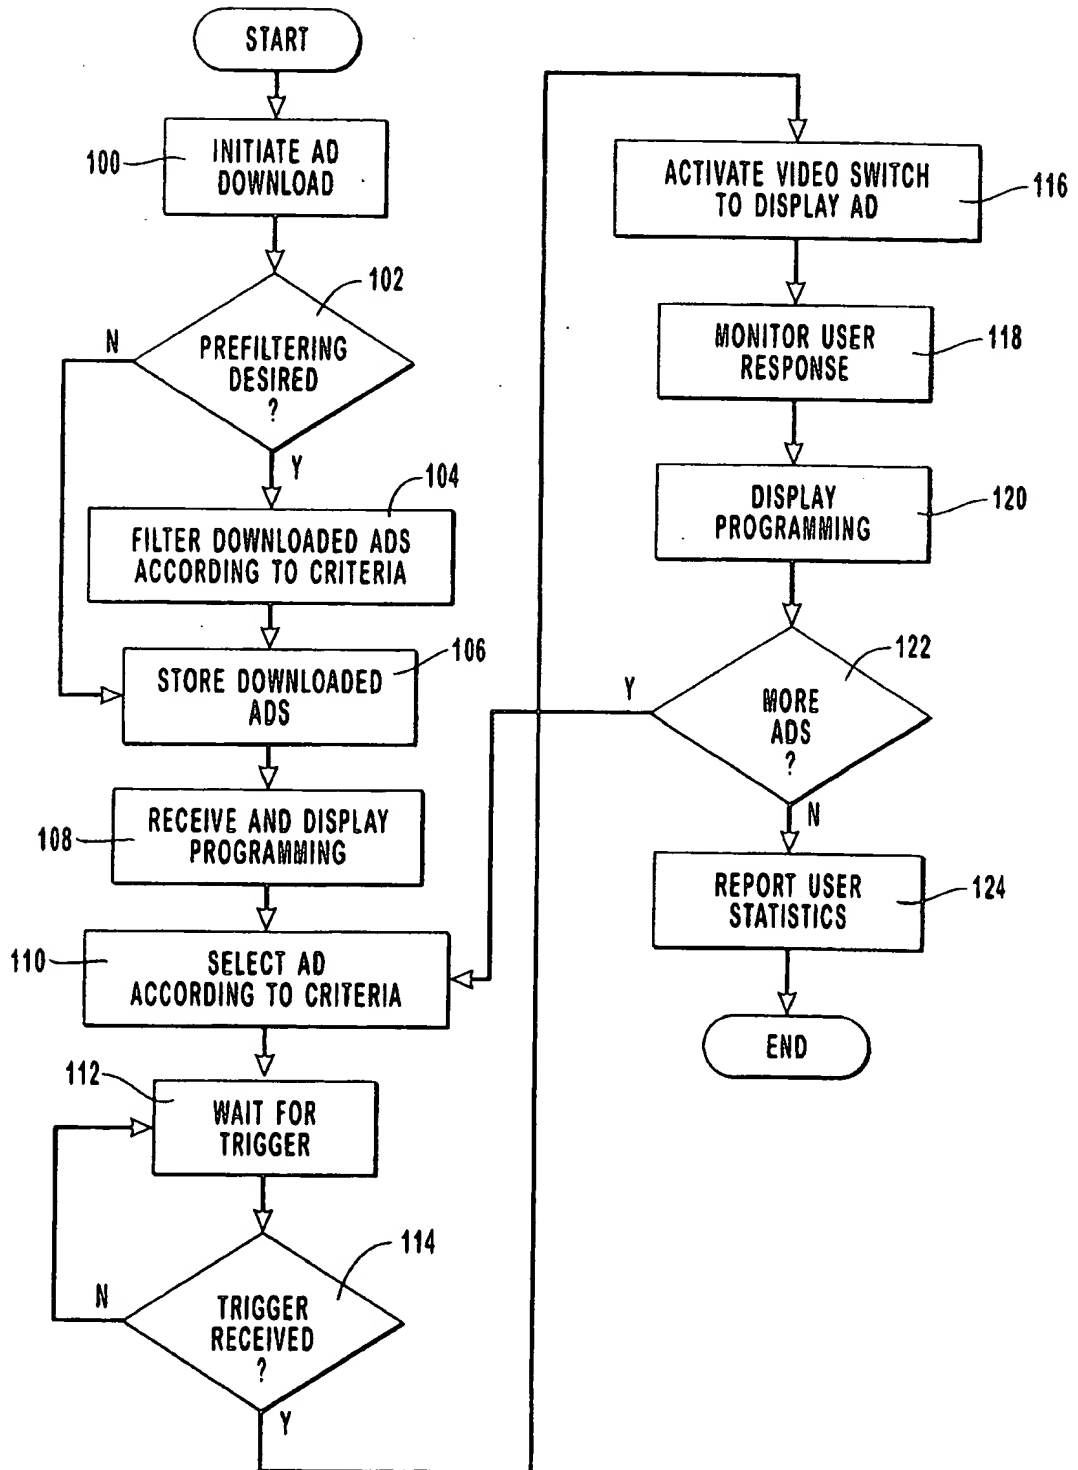 START
100
INITIATE AD
DOWNLOAD
102
N
PREFILTERING
DESIRED
?
Y
104
FILTER DOWNLOADED ADS
ACCORDING TO CRITERIA
106
STORE DOWNLOADED
ADS
108
RECEIVE AND DISPLAY
PROGRAMMING
110
SELECT AD
ACCORDING TO CRITERIA
112
WAIT FOR
TRIGGER
114
N
TRIGGER
RECEIVED
?
Y
ACTIVATE VIDEO SWITCH
TO DISPLAY AD
116
MONITOR USER
RESPONSE
118
DISPLAY
PROGRAMMING
120
122
Y
MORE
ADS
?
N
REPORT USER
STATISTICS
124
END